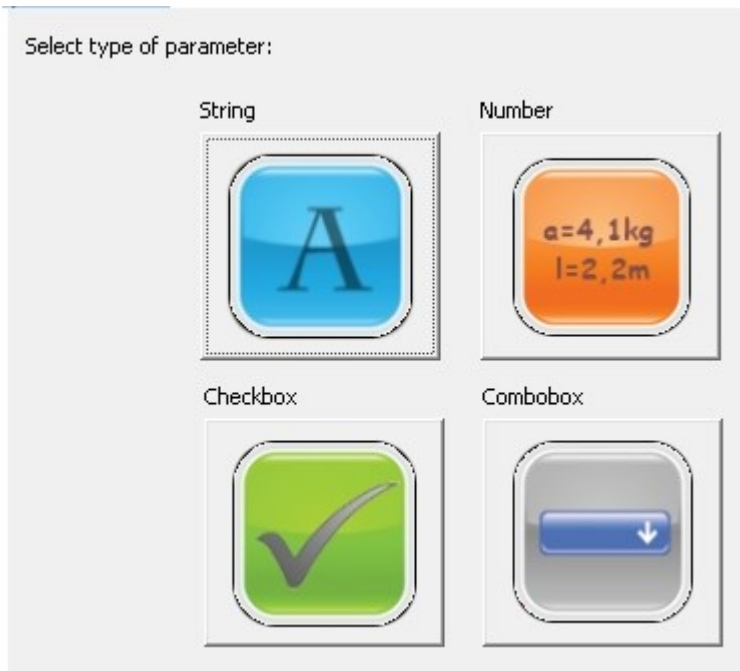 Select type of parameter:
String
Number
A
a=4,1kg
l=2,2m
Checkbox
Combobox